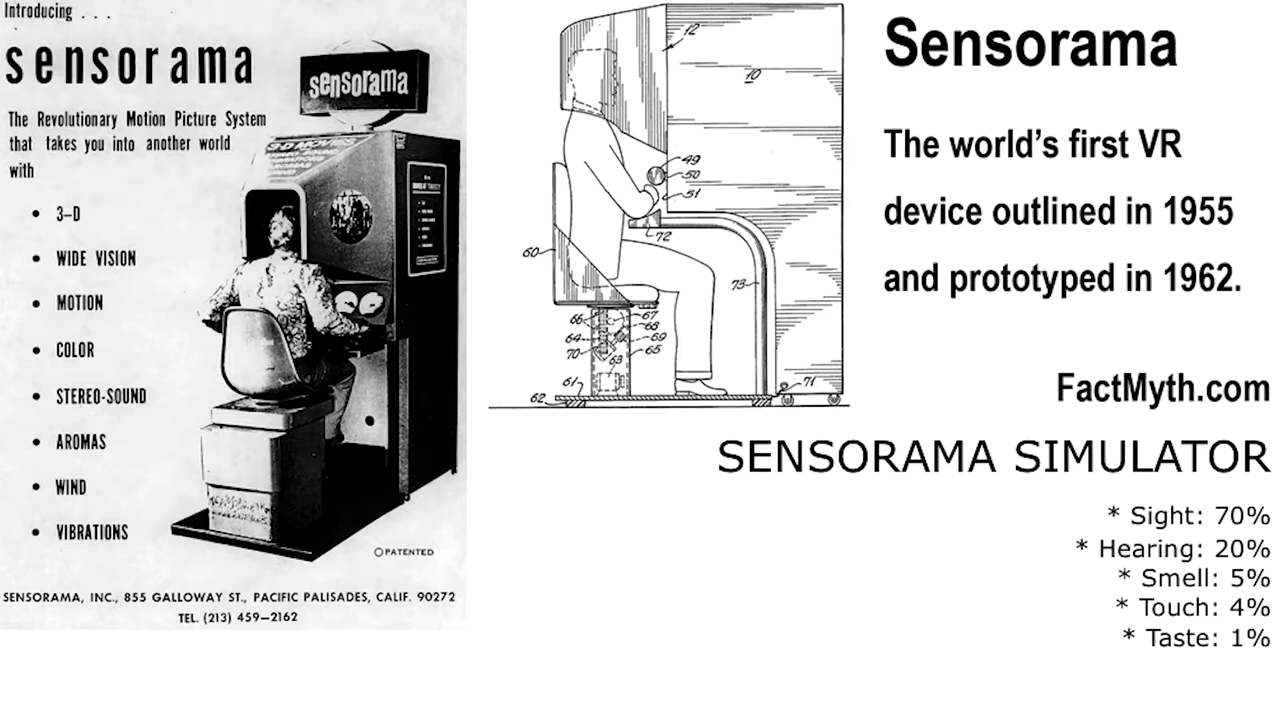 Introducing . . .
sensorama
The Revolutionary Motion Picture System
that takes you into another world
with
• 3–D
• WIDE VISION
• MOTION
• COLOR
• STEREO-SOUND
• AROMAS
• WIND
• VIBRATIONS
sensorama
3-D MOVIES
PATENTED
SENSORAMA, INC., 855 GALLOWAY ST., PACIFIC PALISADES, CALIF. 90272
TEL. (213) 459–2162
12
10
49
50
51
72
60
73
66
67
68
64
69
70
65
63
61
62
71
Sensorama
The world’s first VR
device outlined in 1955
and prototyped in 1962.
FactMyth.com
SENSORAMA SIMULATOR
* Sight: 70%
* Hearing: 20%
* Smell: 5%
* Touch: 4%
* Taste: 1%